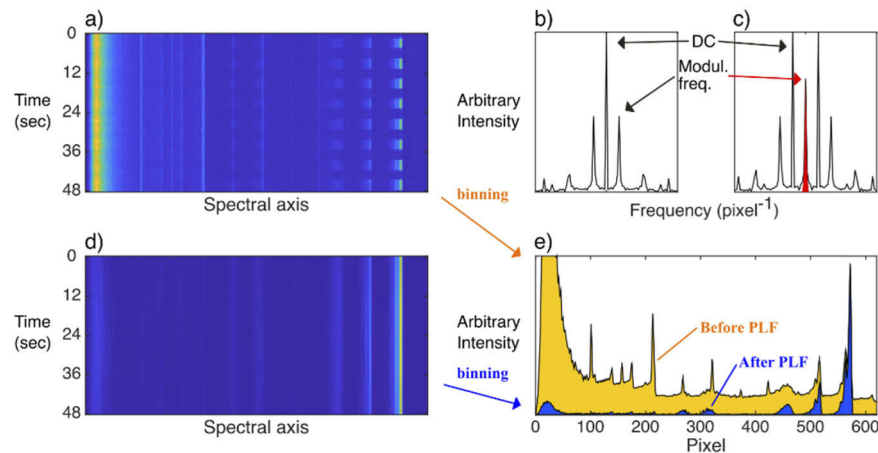 a)
0
12
24
36
48
Time
(sec)
Spectral axis
b)
c)
DC
Modul.
freq.
Arbitrary
Intensity
Frequency (pixel-1)
binning
d)
0
12
24
36
48
Time
(sec)
Spectral axis
binning
e)
Arbitrary
Intensity
Before PLF
After PLF
0 100 200 300 400 500 600
Pixel